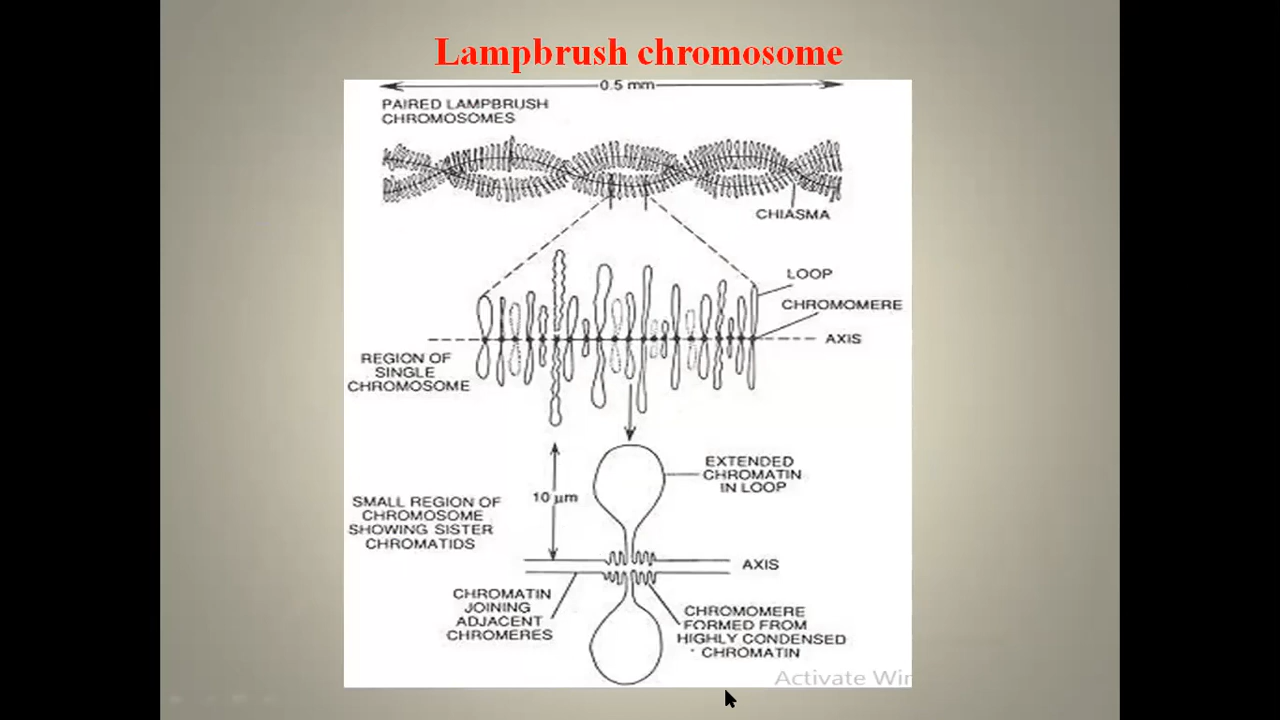 Lampbrush chromosome
0.5 mm
PAIRED LAMPBRUSH
CHROMOSOMES
CHIASMA
LOOP
CHROMOMERE
AXIS
REGION OF
SINGLE
CHROMOSOME
EXTENDED
CHROMATIN
IN LOOP
10 µm
SMALL REGION OF
CHROMOSOME
SHOWING SISTER
CHROMATIDS
AXIS
CHROMATIN
JOINING
ADJACENT
CHROMERES
CHROMOMERE
FORMED FROM
HIGHLY CONDENSED
CHROMATIN
Activate Win